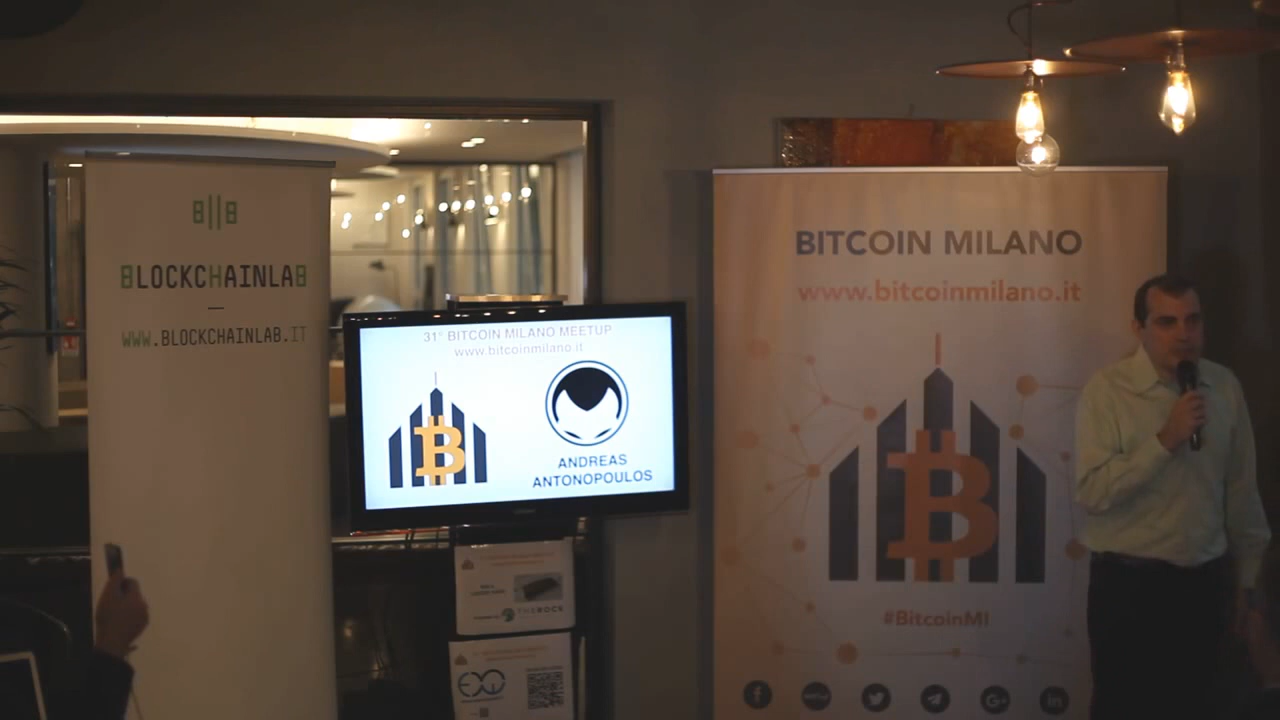 BLOCKCHAINLAB
WWW.BLOCKCHAINLAB.IT
31° BITCOIN MILANO MEETUP
www.bitcoinmilano.it
ANDREAS
ANTONOPOULOS
THEROCK
BITCOIN MILANO
www.bitcoinmilano.it
#BitcoinMI